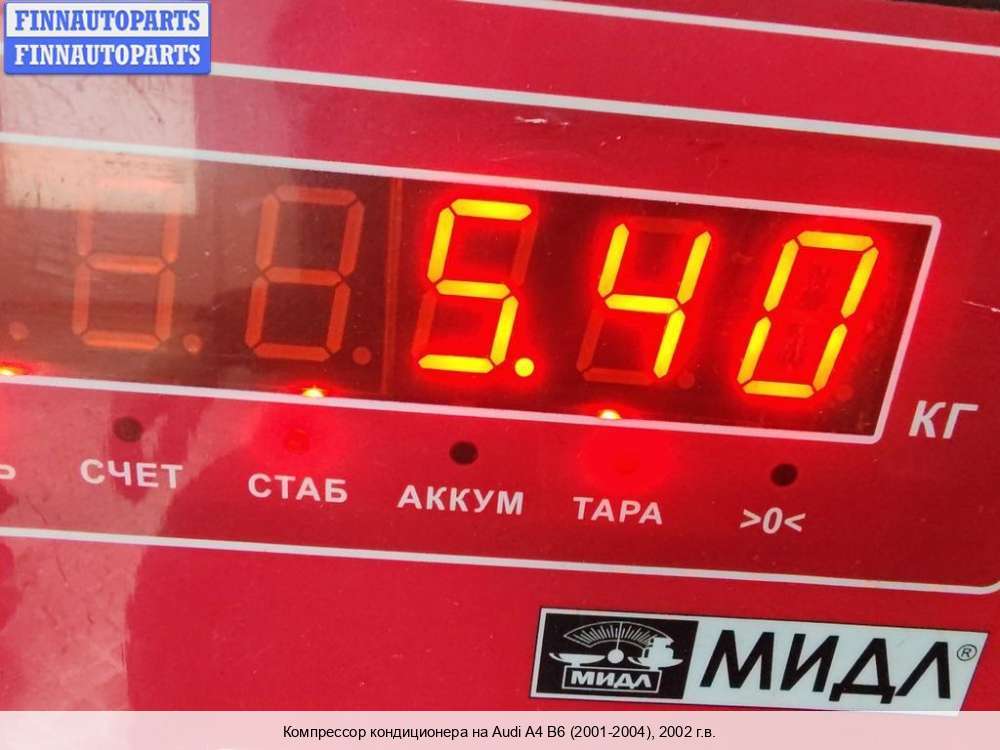 FINNAUTOPARTS
FINNAUTOPARTS
5.40
КГ
Ь СЧЕТ СТАБ АККУМ ТАРА >0<
МИДЛ МИДЛ®
Компрессор кондиционера на Audi A4 B6 (2001-2004), 2002 г.в.